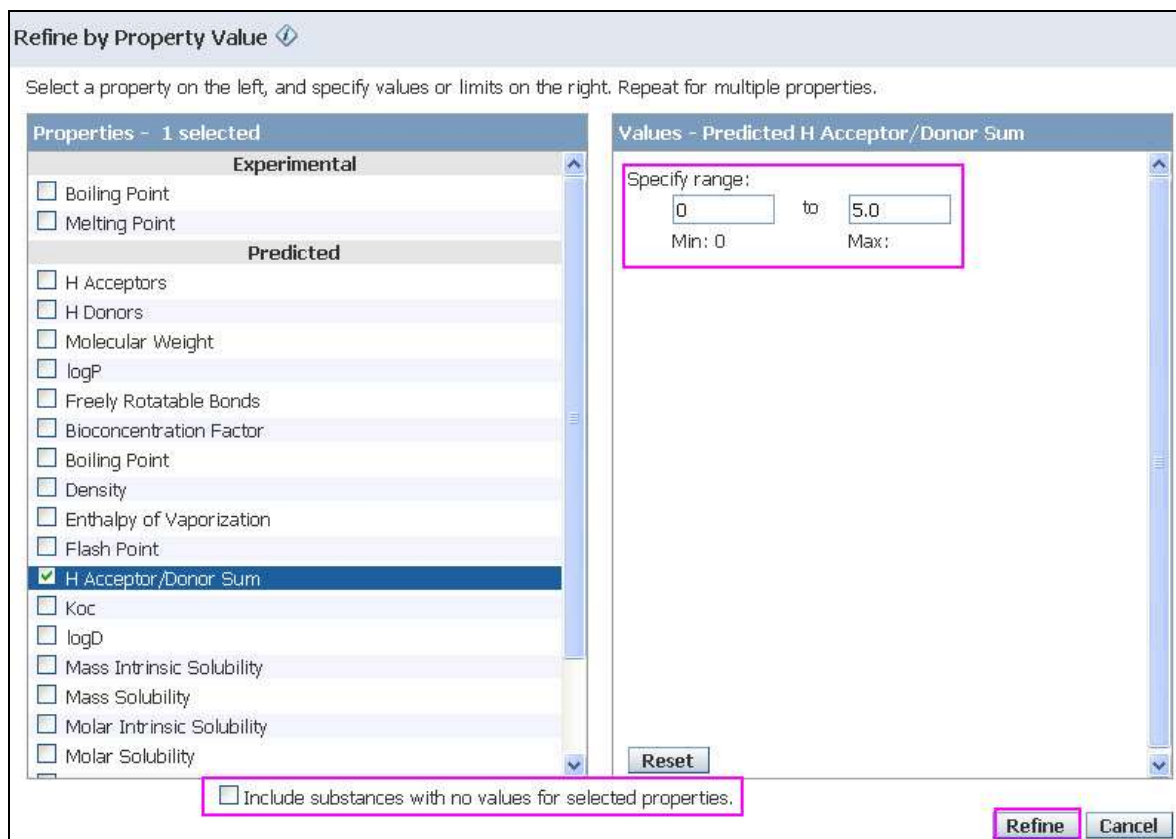 Refine by Property Value
Select a property on the left, and specify values or limits on the right. Repeat for multiple properties.
Properties - 1 selected
Experimental
Boiling Point
Melting Point
Predicted
H Acceptors
H Donors
Molecular Weight
logP
Freely Rotatable Bonds
Bioconcentration Factor
Boiling Point
Density
Enthalpy of Vaporization
Flash Point
H Acceptor/Donor Sum
Koc
logD
Mass Intrinsic Solubility
Mass Solubility
Molar Intrinsic Solubility
Molar Solubility
Values - Predicted H Acceptor/Donor Sum
Specify range:
0 to 5.0
Min: 0 Max:
Reset
Include substances with no values for selected properties.
Refine Cancel